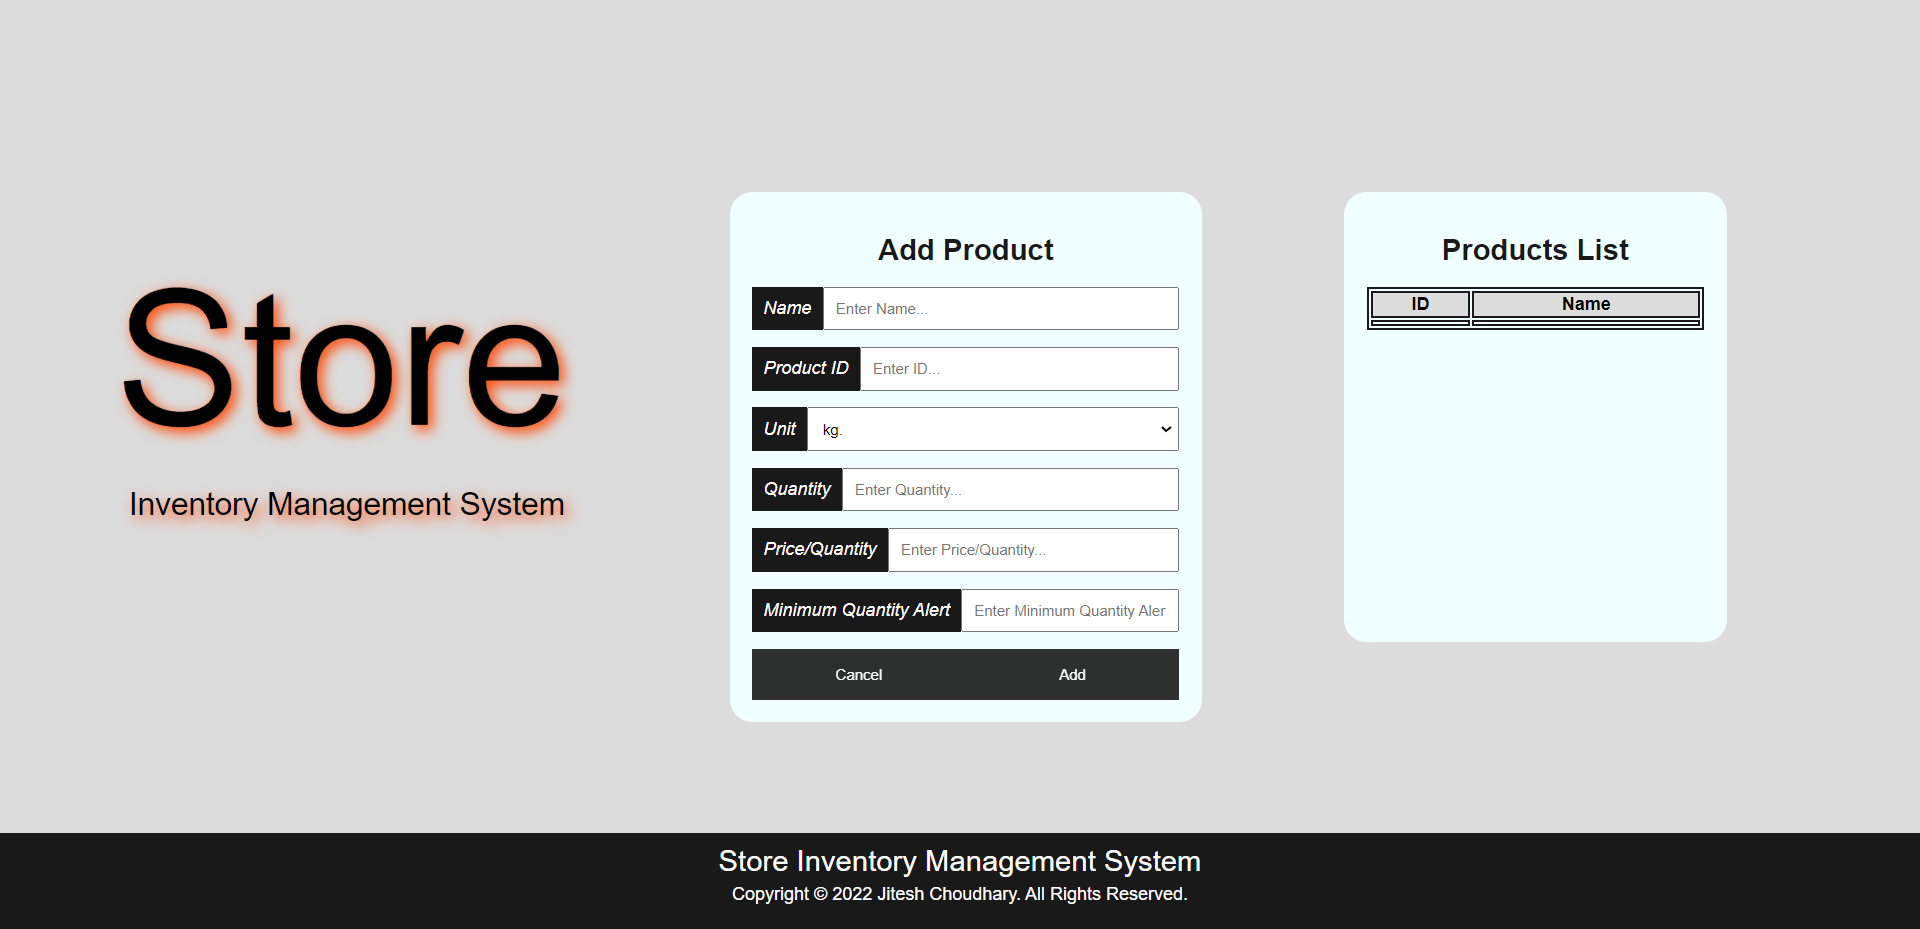 Store
Inventory Management System
Add Product
Name Enter Name...
Product ID Enter ID...
Unit kg.
Quantity Enter Quantity...
Price/Quantity Enter Price/Quantity...
Minimum Quantity Alert Enter Minimum Quantity Aler
Cancel Add
Products List
ID Name
Store Inventory Management System
Copyright © 2022 Jitesh Choudhary. All Rights Reserved.